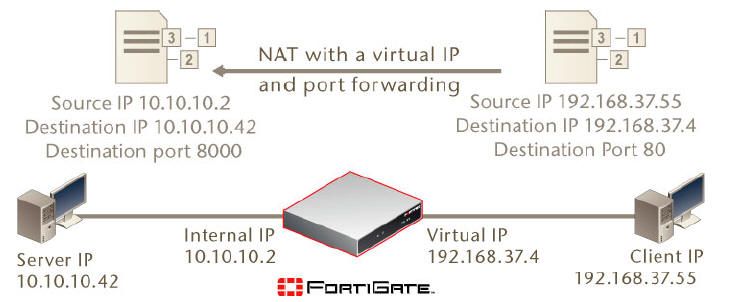 3 1
2
NAT with a virtual IP
and port forwarding
3 1
2
Source IP 10.10.10.2
Destination IP 10.10.10.42
Destination port 8000
Source IP 192.168.37.55
Destination IP 192.168.37.4
Destination Port 80
Server IP
10.10.10.42
Internal IP
10.10.10.2
Virtual IP
192.168.37.4
Client IP
192.168.37.55
FORTIGATE